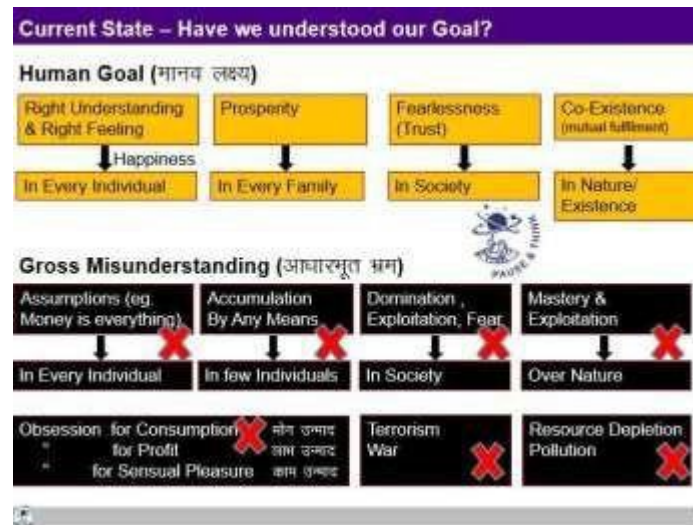 Current State – Have we understood our Goal?
Human Goal (मानव लक्ष्य)
Right Understanding
& Right Feeling
Prosperity
Fearlessness
(Trust)
Co-Existence
(mutual fulfilment)
Happiness
In Every Individual
In Every Family
In Society
In Nature/
Existence
PAUSE & THINK
Gross Misunderstanding (आधारभूत भ्रम)
Assumptions (eg.
Money is everything)
Accumulation
By Any Means
Domination ,
Exploitation, Fear
Mastery &
Exploitation
In Every Individual
In few Individuals
In Society
Over Nature
Obsession for Consumption भोग उन्माद
" for Profit लाभ उन्माद
" for Sensual Pleasure काम उन्माद
Terrorism
War
Resource Depletion
Pollution